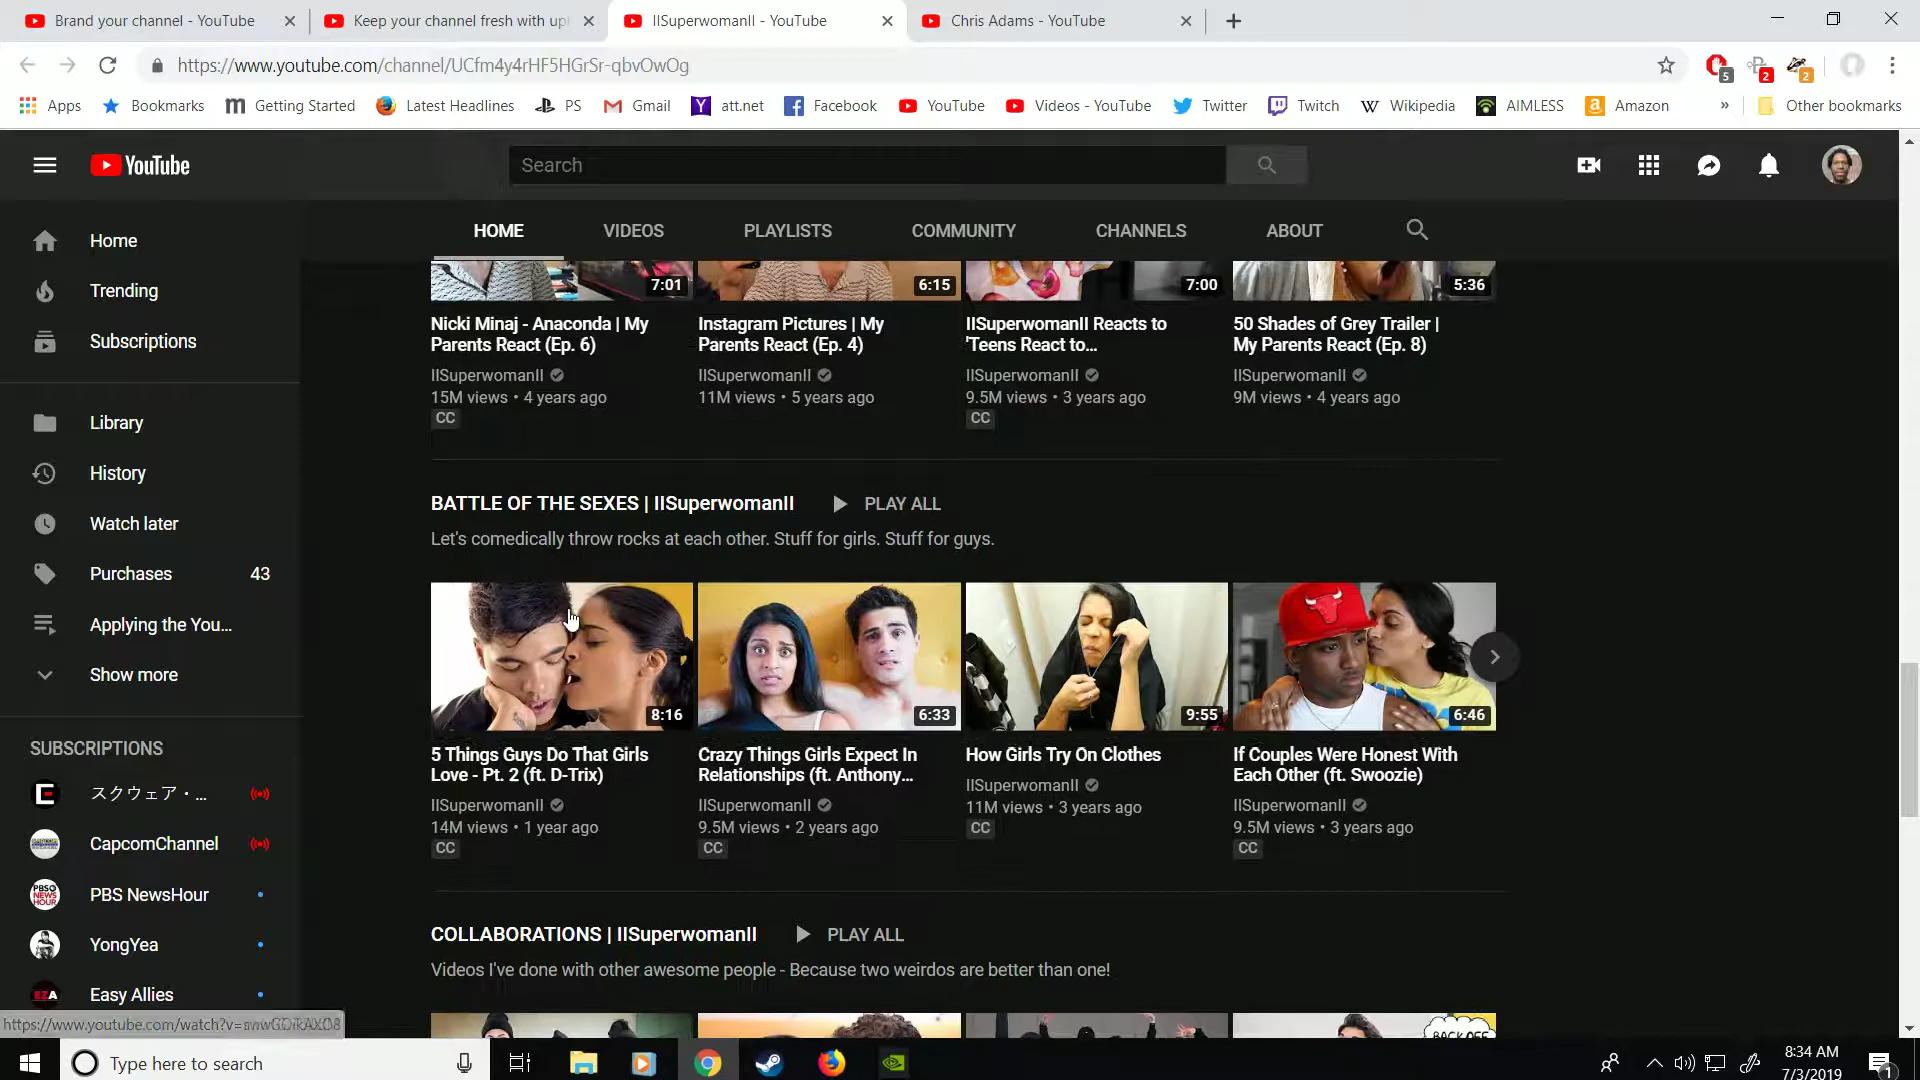 Brand your channel - YouTube
Keep your channel fresh with up
IISuperwomanII - YouTube
Chris Adams - YouTube
https://www.youtube.com/channel/UCfm4y4rHF5HGrSr-qbvOwOg
5
2
2
Apps
Bookmarks
Getting Started
Latest Headlines
PS
Gmail
att.net
Facebook
YouTube
Videos - YouTube
Twitter
Twitch
Wikipedia
AIMLESS
Amazon
»
Other bookmarks
YouTube
Search
Home
Trending
Subscriptions
Library
History
Watch later
Purchases 43
Applying the You...
Show more
SUBSCRIPTIONS
スクウェア・...
CapcomChannel
PBS NewsHour
YongYea
Easy Allies
HOME
VIDEOS
PLAYLISTS
COMMUNITY
CHANNELS
ABOUT
7:01
6:15
7:00
5:36
Nicki Minaj - Anaconda | My
Parents React (Ep. 6)
IISuperwomanII
15M views • 4 years ago
CC
Instagram Pictures | My
Parents React (Ep. 4)
IISuperwomanII
11M views • 5 years ago
IISuperwomanII Reacts to
'Teens React to...
IISuperwomanII
9.5M views • 3 years ago
CC
50 Shades of Grey Trailer |
My Parents React (Ep. 8)
IISuperwomanII
9M views • 4 years ago
BATTLE OF THE SEXES | IISuperwomanII
PLAY ALL
Let's comedically throw rocks at each other. Stuff for girls. Stuff for guys.
8:16
6:33
9:55
6:46
5 Things Guys Do That Girls
Love - Pt. 2 (ft. D-Trix)
IISuperwomanII
14M views • 1 year ago
CC
Crazy Things Girls Expect In
Relationships (ft. Anthony...
IISuperwomanII
9.5M views • 2 years ago
CC
How Girls Try On Clothes
IISuperwomanII
11M views • 3 years ago
CC
If Couples Were Honest With
Each Other (ft. Swoozie)
IISuperwomanII
9.5M views • 3 years ago
CC
COLLABORATIONS | IISuperwomanII
PLAY ALL
Videos I've done with other awesome people - Because two weirdos are better than one!
BACK OFF
Type here to search
8:34 AM
7/3/2019
1